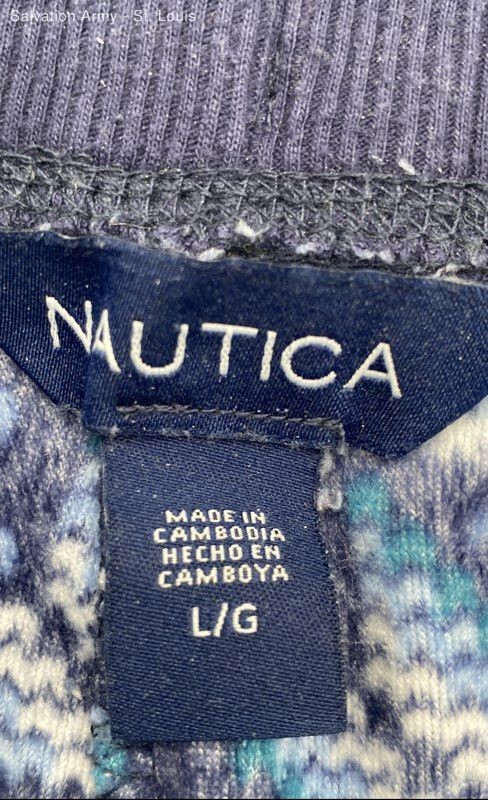 Salvation Army - St. Louis
NAUTICA
MADE IN
CAMBODIA
HECHO EN
CAMBOYA
L/G